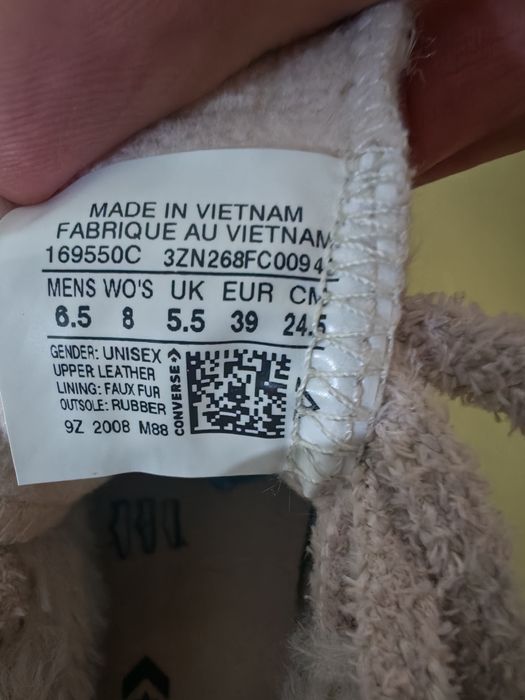 MADE IN VIETNAM
FABRIQUE AU VIETNAM
169550C 3ZN268FC0094
MENS WO'S UK EUR CM
6.5 8 5.5 39 24.5
GENDER: UNISEX
UPPER LEATHER
LINING: FAUX FUR
OUTSOLE: RUBBER
9Z 2008 M88
CONVERSE